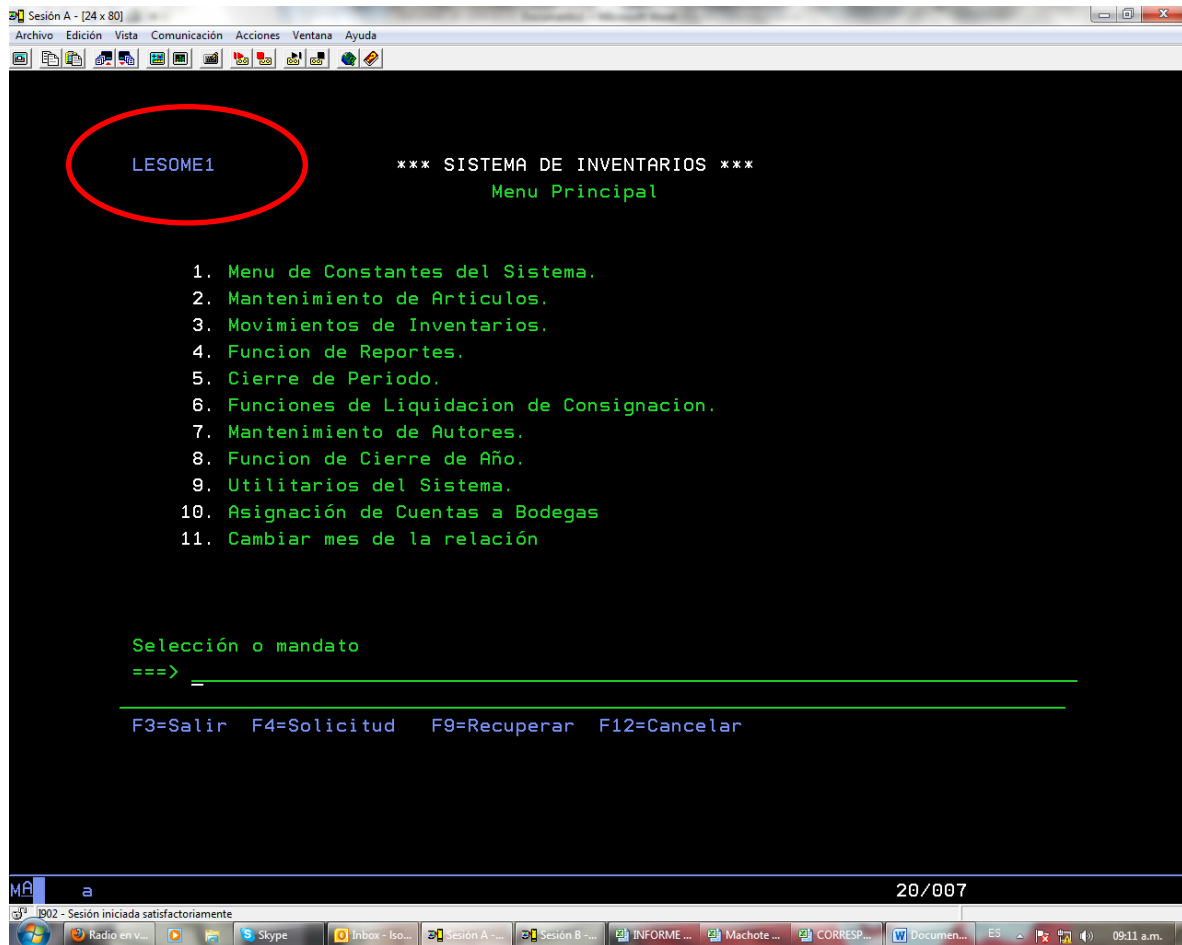 Sesión A - [24 x 80]
Archivo Edición Vista Comunicación Acciones Ventana Ayuda
LESOME1 *** SISTEMA DE INVENTARIOS ***
Menu Principal
1. Menu de Constantes del Sistema.
2. Mantenimiento de Articulos.
3. Movimientos de Inventarios.
4. Funcion de Reportes.
5. Cierre de Periodo.
6. Funciones de Liquidacion de Consignacion.
7. Mantenimiento de Autores.
8. Funcion de Cierre de Año.
9. Utilitarios del Sistema.
10. Asignación de Cuentas a Bodegas
11. Cambiar mes de la relación
Selección o mandato
===>
F3=Salir F4=Solicitud F9=Recuperar F12=Cancelar
MA a 20/007
I902 - Sesión iniciada satisfactoriamente
Radio en v... Skype Inbox - Iso... Sesión A -... Sesión B -... INFORME ... Machote ... CORRESP... Documen... ES 09:11 a.m.